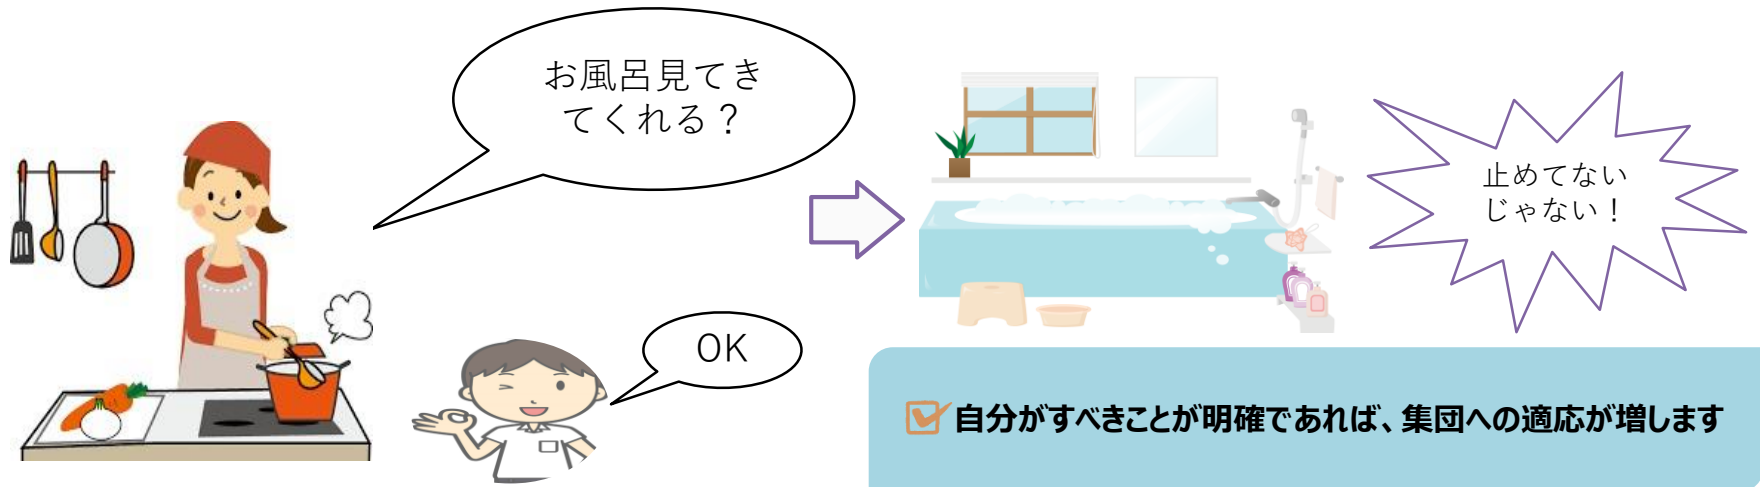 お風呂見てき
てくれる？
OK
止めてない
じゃない！
自分がすべきことが明確であれば、集団への適応が増します